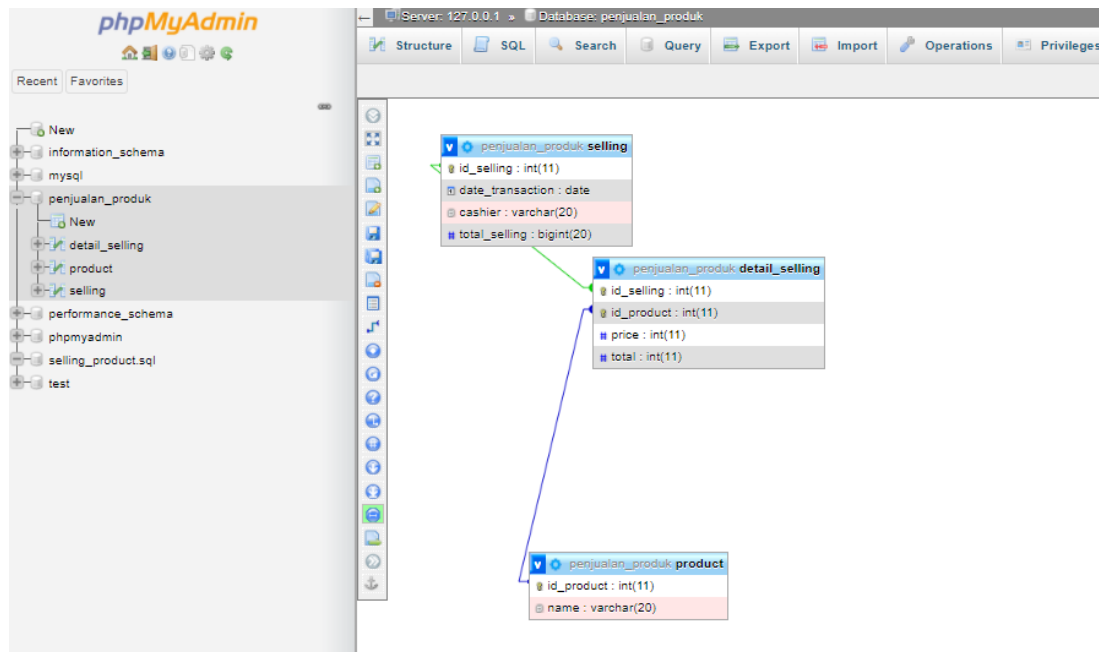 phpMyAdmin
Recent Favorites
New
information_schema
mysql
penjualan_produk
New
detail_selling
product
selling
performance_schema
phpmyadmin
selling_product.sql
test
Server: 127.0.0.1 » Database: penjualan_produk
Structure SQL Search Query Export Import Operations Privileges
penjualan_produk selling
id_selling : int(11)
date_transaction : date
cashier : varchar(20)
total_selling : bigint(20)
penjualan_produk detail_selling
id_selling : int(11)
id_product : int(11)
price : int(11)
total : int(11)
penjualan_produk product
id_product : int(11)
name : varchar(20)